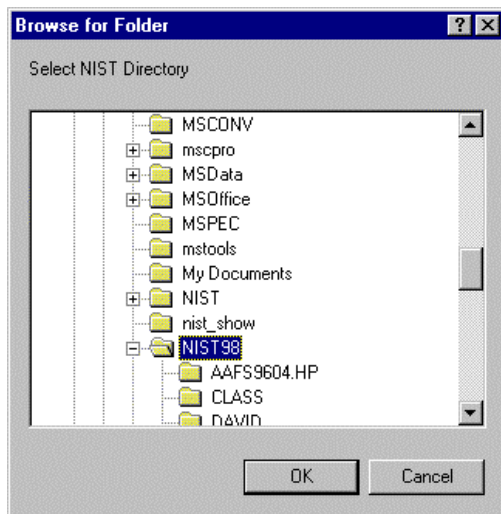 Browse for Folder
Select NIST Directory
MSCONV
mscpro
MSData
MSOffice
MSPEC
mstools
My Documents
NIST
nist_show
NIST98
AAFS9604.HP
CLASS
DAVID
OK
Cancel